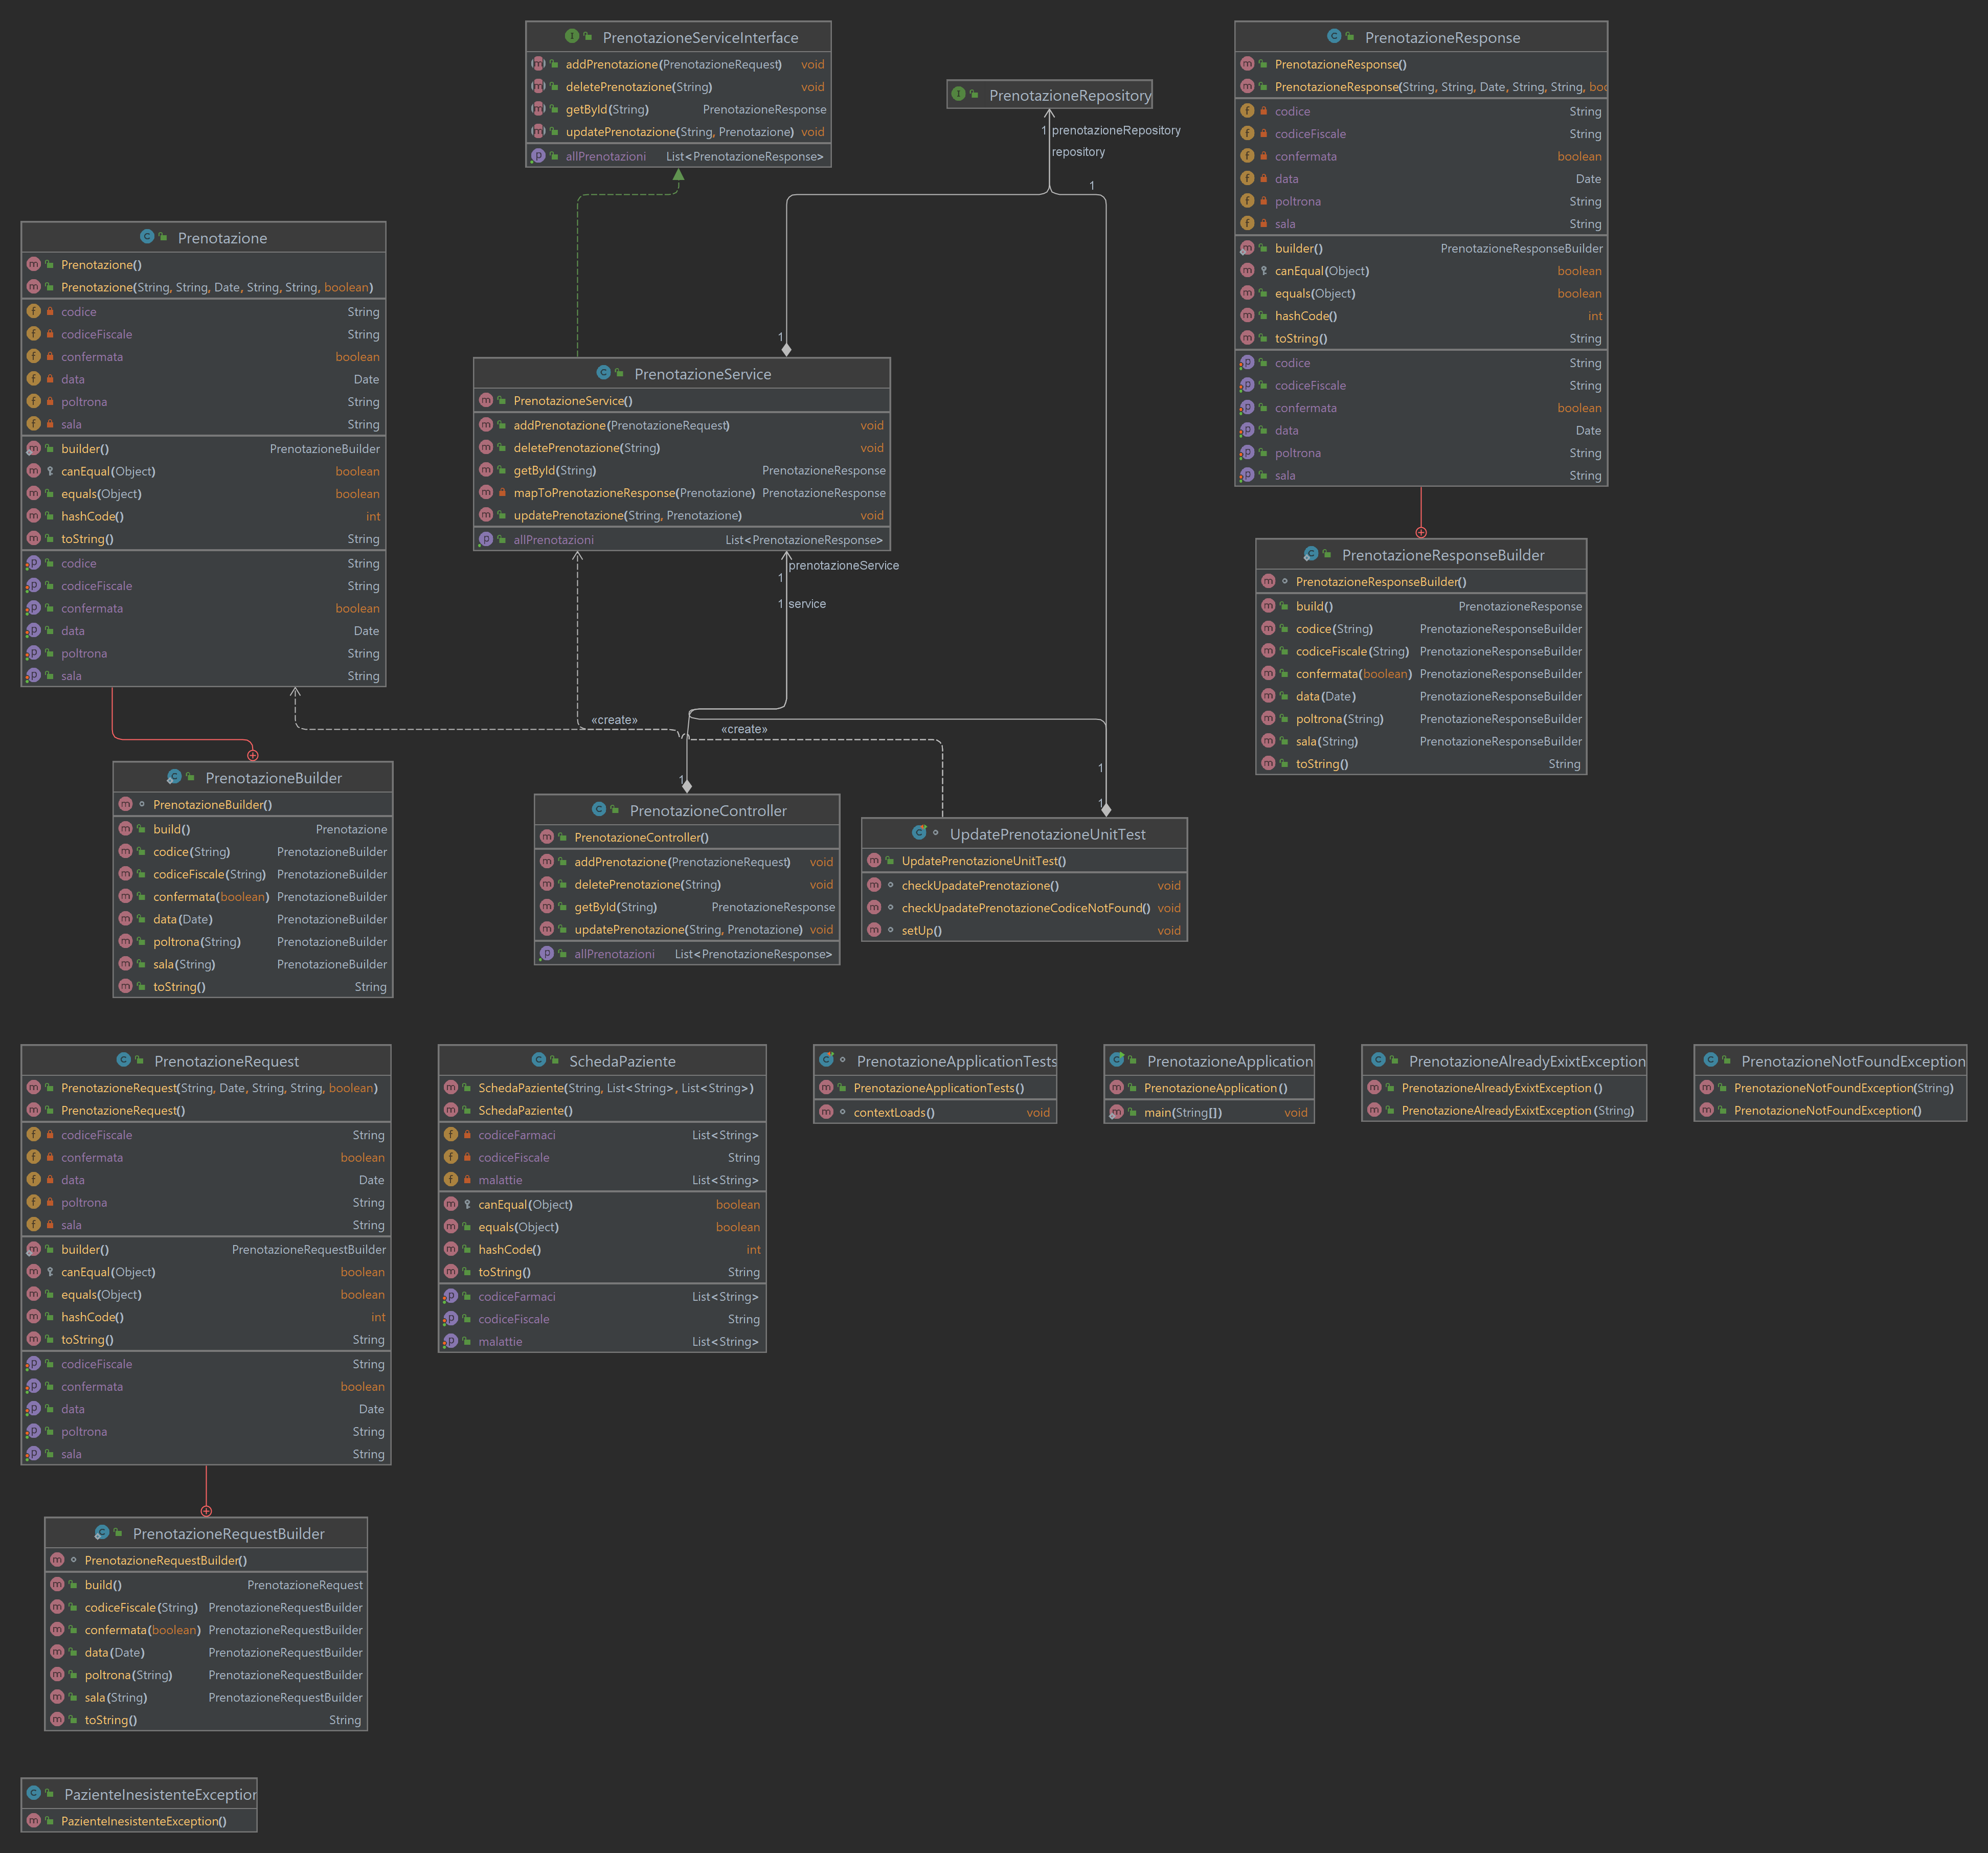 PrenotazioneServiceInterface
addPrenotazione(PrenotazioneRequest) void
deletePrenotazione(String) void
getById(String) PrenotazioneResponse
updatePrenotazione(String, Prenotazione) void
allPrenotazioni List<PrenotazioneResponse>
PrenotazioneRepository
1 prenotazioneRepository
repository
1
1
PrenotazioneResponse
PrenotazioneResponse()
PrenotazioneResponse(String, String, Date, String, String, boo
codice String
codiceFiscale String
confermata boolean
data Date
poltrona String
sala String
builder() PrenotazioneResponseBuilder
canEqual(Object) boolean
equals(Object) boolean
hashCode() int
toString() String
codice String
codiceFiscale String
confermata boolean
data Date
poltrona String
sala String
Prenotazione
Prenotazione()
Prenotazione(String, String, Date, String, String, boolean)
codice String
codiceFiscale String
confermata boolean
data Date
poltrona String
sala String
builder() PrenotazioneBuilder
canEqual(Object) boolean
equals(Object) boolean
hashCode() int
toString() String
codice String
codiceFiscale String
confermata boolean
data Date
poltrona String
sala String
PrenotazioneService
PrenotazioneService()
addPrenotazione(PrenotazioneRequest) void
deletePrenotazione(String) void
getById(String) PrenotazioneResponse
mapToPrenotazioneResponse(Prenotazione) PrenotazioneResponse
updatePrenotazione(String, Prenotazione) void
allPrenotazioni List<PrenotazioneResponse>
prenotazioneService
1
1 service
«create»
«create»
1
1
1
PrenotazioneResponseBuilder
PrenotazioneResponseBuilder()
build() PrenotazioneResponse
codice(String) PrenotazioneResponseBuilder
codiceFiscale(String) PrenotazioneResponseBuilder
confermata(boolean) PrenotazioneResponseBuilder
data(Date) PrenotazioneResponseBuilder
poltrona(String) PrenotazioneResponseBuilder
sala(String) PrenotazioneResponseBuilder
toString() String
PrenotazioneBuilder
PrenotazioneBuilder()
build() Prenotazione
codice(String) PrenotazioneBuilder
codiceFiscale(String) PrenotazioneBuilder
confermata(boolean) PrenotazioneBuilder
data(Date) PrenotazioneBuilder
poltrona(String) PrenotazioneBuilder
sala(String) PrenotazioneBuilder
toString() String
PrenotazioneController
PrenotazioneController()
addPrenotazione(PrenotazioneRequest) void
deletePrenotazione(String) void
getById(String) PrenotazioneResponse
updatePrenotazione(String, Prenotazione) void
allPrenotazioni List<PrenotazioneResponse>
UpdatePrenotazioneUnitTest
UpdatePrenotazioneUnitTest()
checkUpadatePrenotazione() void
checkUpadatePrenotazioneCodiceNotFound() void
setUp() void
PrenotazioneRequest
PrenotazioneRequest(String, Date, String, String, boolean)
PrenotazioneRequest()
codiceFiscale String
confermata boolean
data Date
poltrona String
sala String
builder() PrenotazioneRequestBuilder
canEqual(Object) boolean
equals(Object) boolean
hashCode() int
toString() String
codiceFiscale String
confermata boolean
data Date
poltrona String
sala String
SchedaPaziente
SchedaPaziente(String, List<String>, List<String>)
SchedaPaziente()
codiceFarmaci List<String>
codiceFiscale String
malattie List<String>
canEqual(Object) boolean
equals(Object) boolean
hashCode() int
toString() String
codiceFarmaci List<String>
codiceFiscale String
malattie List<String>
PrenotazioneApplicationTests
PrenotazioneApplicationTests()
contextLoads() void
PrenotazioneApplication
PrenotazioneApplication()
main(String[]) void
PrenotazioneAlreadyExixtException
PrenotazioneAlreadyExixtException()
PrenotazioneAlreadyExixtException(String)
PrenotazioneNotFoundException
PrenotazioneNotFoundException(String)
PrenotazioneNotFoundException()
PrenotazioneRequestBuilder
PrenotazioneRequestBuilder()
build() PrenotazioneRequest
codiceFiscale(String) PrenotazioneRequestBuilder
confermata(boolean) PrenotazioneRequestBuilder
data(Date) PrenotazioneRequestBuilder
poltrona(String) PrenotazioneRequestBuilder
sala(String) PrenotazioneRequestBuilder
toString() String
PazienteInesistenteException
PazienteInesistenteException()